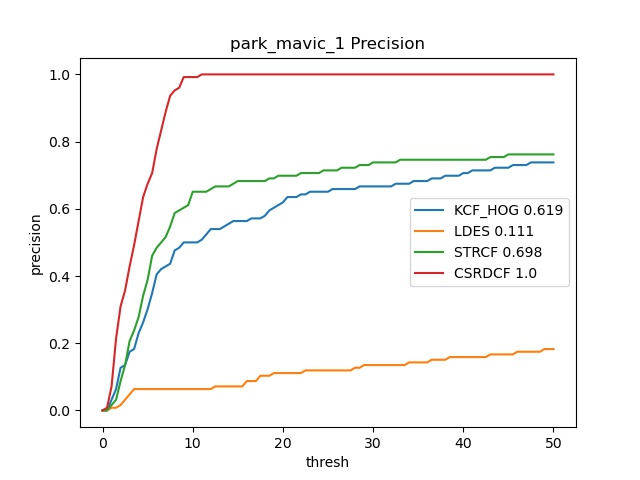 park_mavic_1 Precision
precision
1.0
0.8
0.6
0.4
0.2
0.0
KCF_HOG 0.619
LDES 0.111
STRCF 0.698
CSRDCF 1.0
0 10 20 30 40 50
thresh